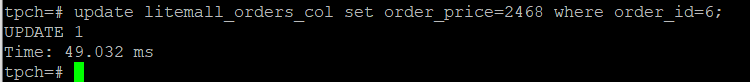 tpch=# update litemall_orders_col set order_price=2468 where order_id=6;
UPDATE 1
Time: 49.032 ms
tpch=#